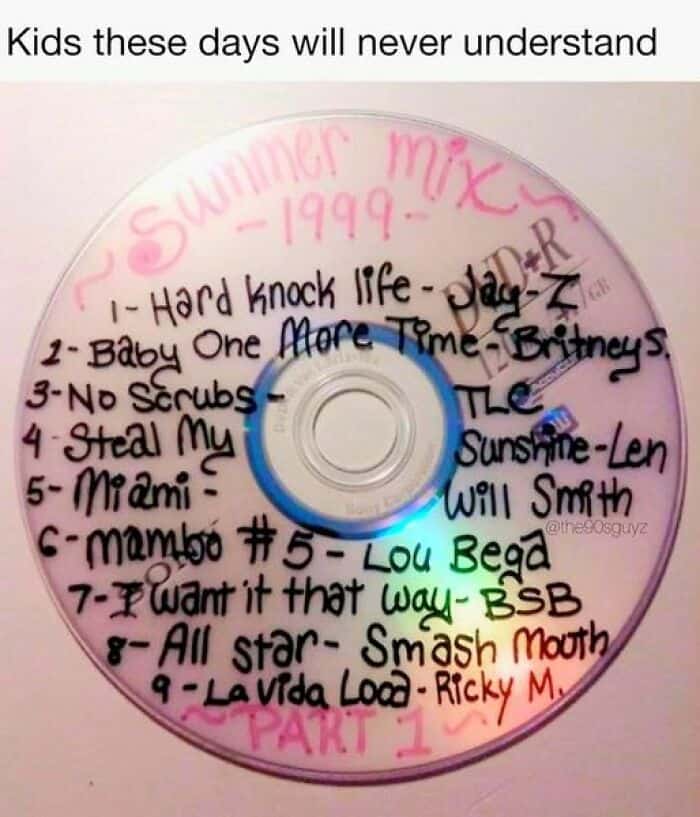 Kids these days will never understand
~Summer mix~
-1999-
DVD+R
1- Hard knock life - Jay-Z
2- Baby One More Time - Britney S.
3- No Scrubs - TLC
4 - Steal My Sunshine - Len
5- Miami - Will Smith
@the90sguyz
6- mambo #5 - Lou Bega
7- I want it that way - BSB
8- All star - Smash Mouth
9 - La Vida Loca - Ricky M.
~PART 1~